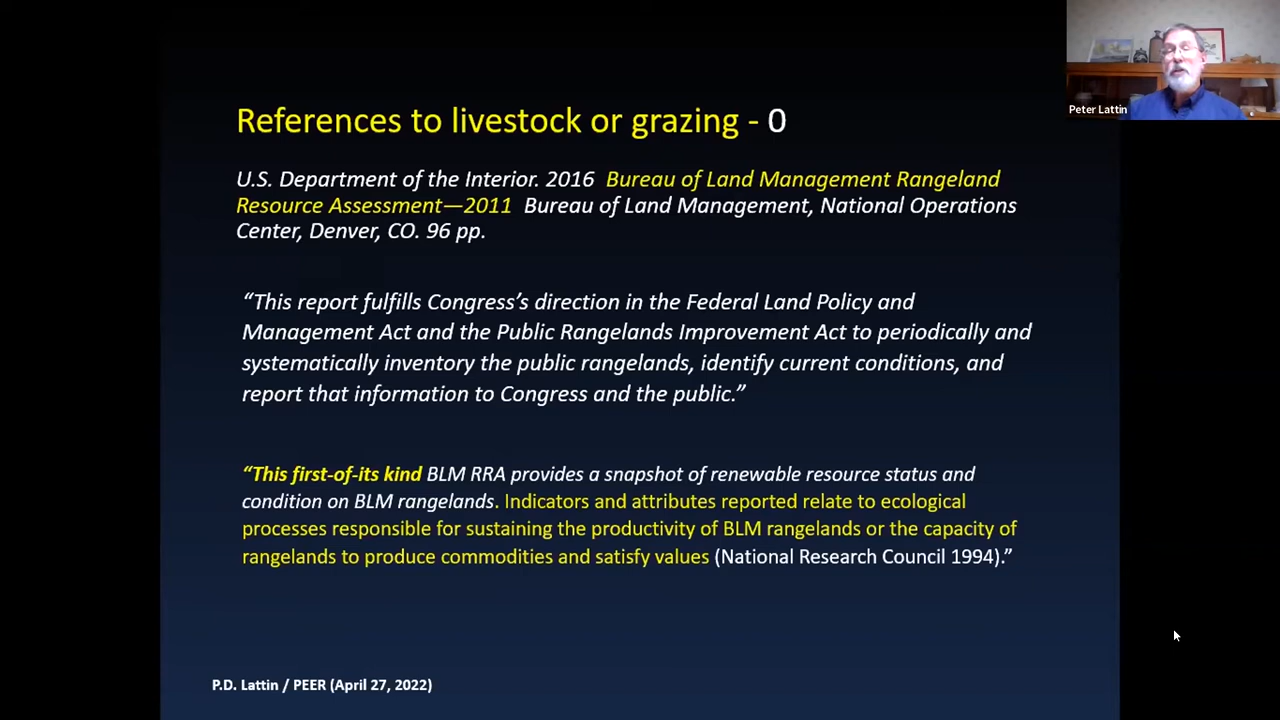 References to livestock or grazing - 0
Peter Lattin
U.S. Department of the Interior. 2016 Bureau of Land Management Rangeland
Resource Assessment—2011 Bureau of Land Management, National Operations
Center, Denver, CO. 96 pp.
“This report fulfills Congress’s direction in the Federal Land Policy and
Management Act and the Public Rangelands Improvement Act to periodically and
systematically inventory the public rangelands, identify current conditions, and
report that information to Congress and the public.”
“This first-of-its kind BLM RRA provides a snapshot of renewable resource status and
condition on BLM rangelands. Indicators and attributes reported relate to ecological
processes responsible for sustaining the productivity of BLM rangelands or the capacity of
rangelands to produce commodities and satisfy values (National Research Council 1994).”
P.D. Lattin / PEER (April 27, 2022)